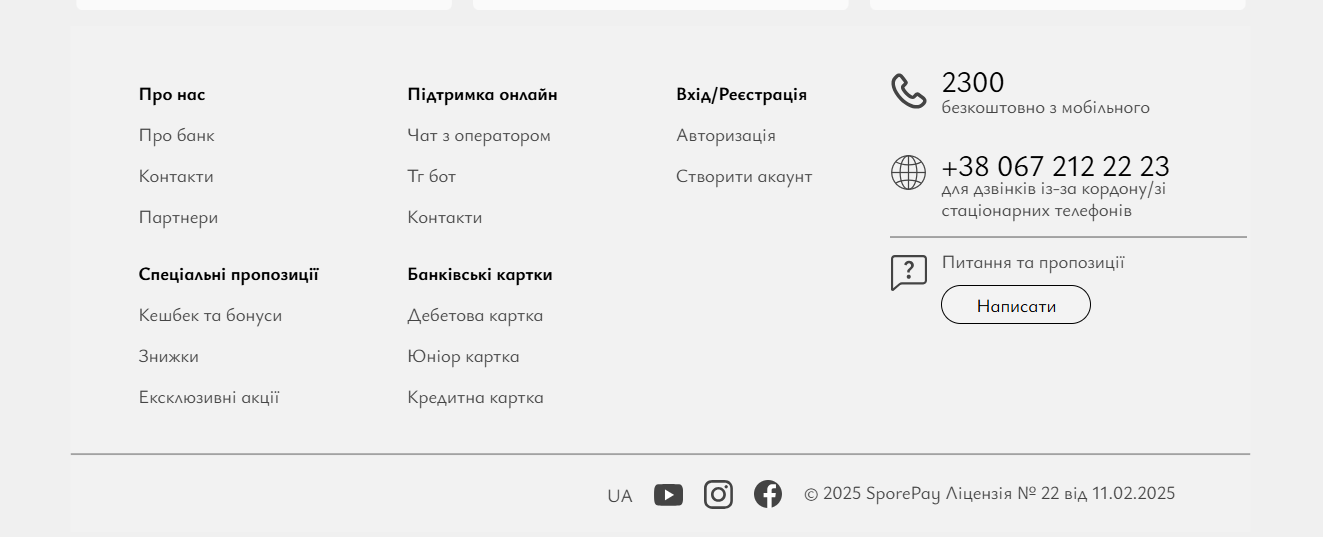 Про нас
Про банк
Контакти
Партнери
Підтримка онлайн
Чат з оператором
Тг бот
Контакти
Вхід/Реєстрація
Авторизація
Створити акаунт
Спеціальні пропозиції
Кешбек та бонуси
Знижки
Ексклюзивні акції
Банківські картки
Дебетова картка
Юніор картка
Кредитна картка
2300
безкоштовно з мобільного
+38 067 212 22 23
для дзвінків із-за кордону/зі
стаціонарних телефонів
Питання та пропозиції
Написати
UA
© 2025 SporePay Ліцензія № 22 від 11.02.2025